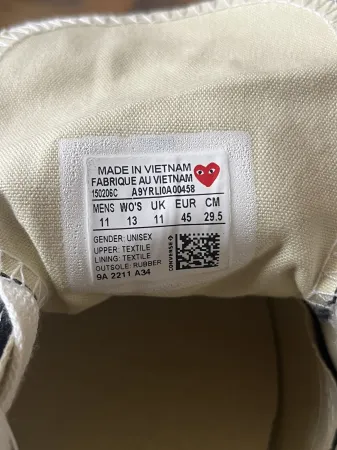 MADE IN VIETNAM
FABRIQUE AU VIETNAM
150206C A9YRLI0A00458
MENS WO'S UK EUR CM
11 13 11 45 29.5
GENDER: UNISEX
UPPER: TEXTILE
LINING: TEXTILE
OUTSOLE: RUBBER
9A 2211 A34